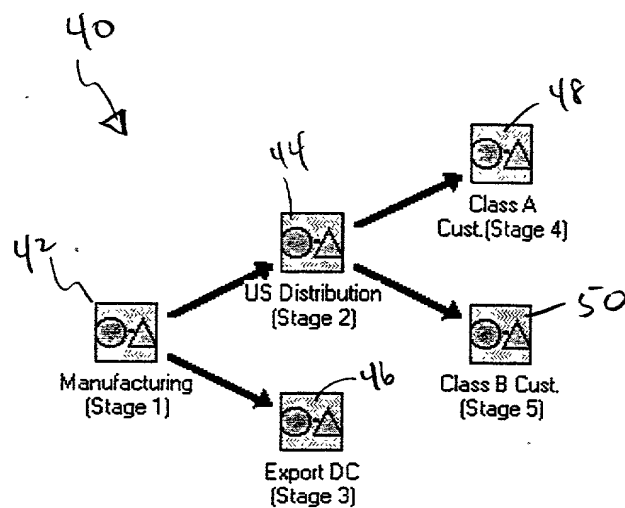 40
48
44
Class A
Cust.(Stage 4)
42
US Distribution
(Stage 2)
50
46
Manufacturing
(Stage 1)
Class B Cust.
(Stage 5)
Export DC
(Stage 3)